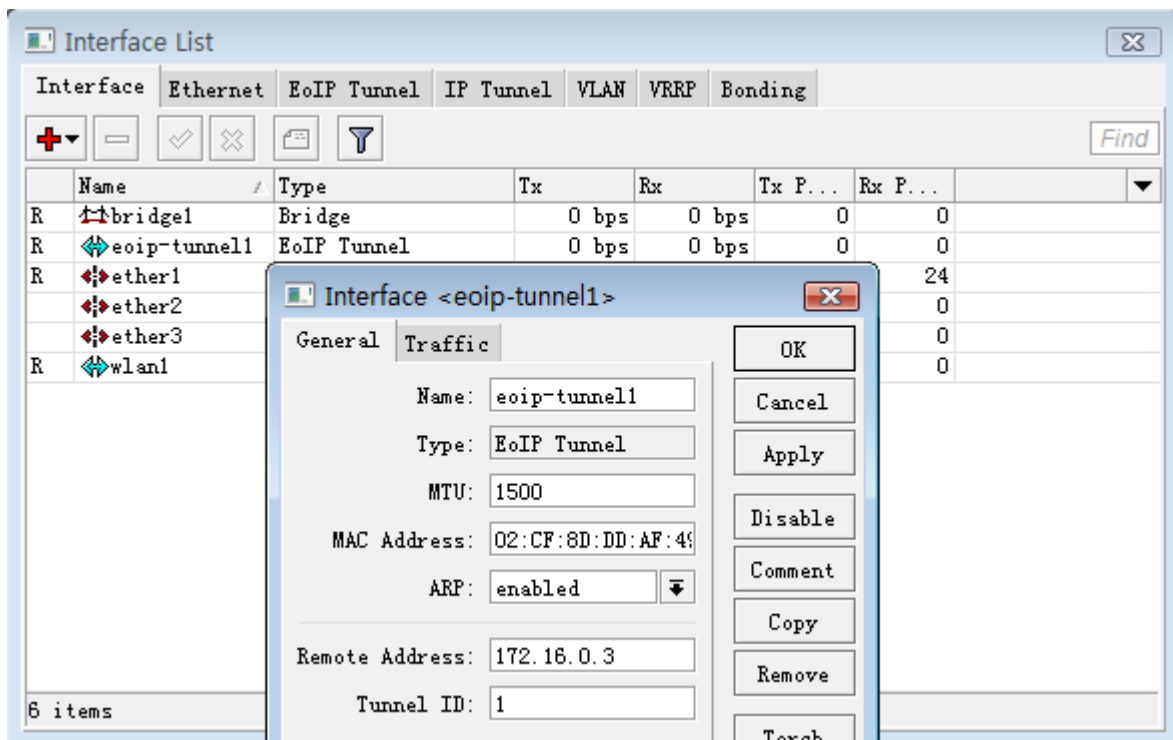 Interface List
Interface Ethernet EoIP Tunnel IP Tunnel VLAN VRRP Bonding
Find
Name Type Tx Rx Tx P... Rx P...
R bridge1 Bridge 0 bps 0 bps 0 0
R eoip-tunnel1 EoIP Tunnel 0 bps 0 bps 0 0
R ether1 24
ether2 0
ether3 0
R wlan1 0
6 items
Interface <eoip-tunnel1>
General Traffic
Name: eoip-tunnel1
Type: EoIP Tunnel
MTU: 1500
MAC Address: 02:CF:8D:DD:AF:49
ARP: enabled
Remote Address: 172.16.0.3
Tunnel ID: 1
OK
Cancel
Apply
Disable
Comment
Copy
Remove
Torch